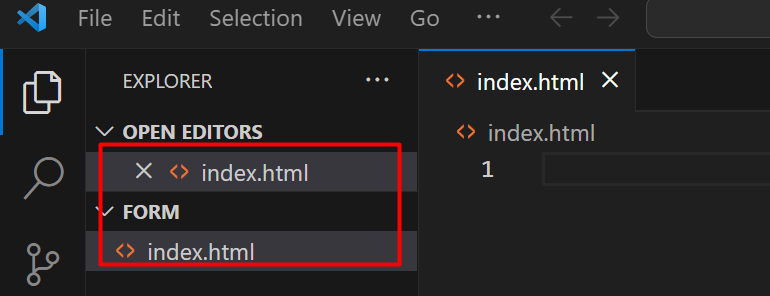 File Edit Selection View Go ...
EXPLORER ...
index.html
OPEN EDITORS
index.html
index.html
1
FORM
index.html